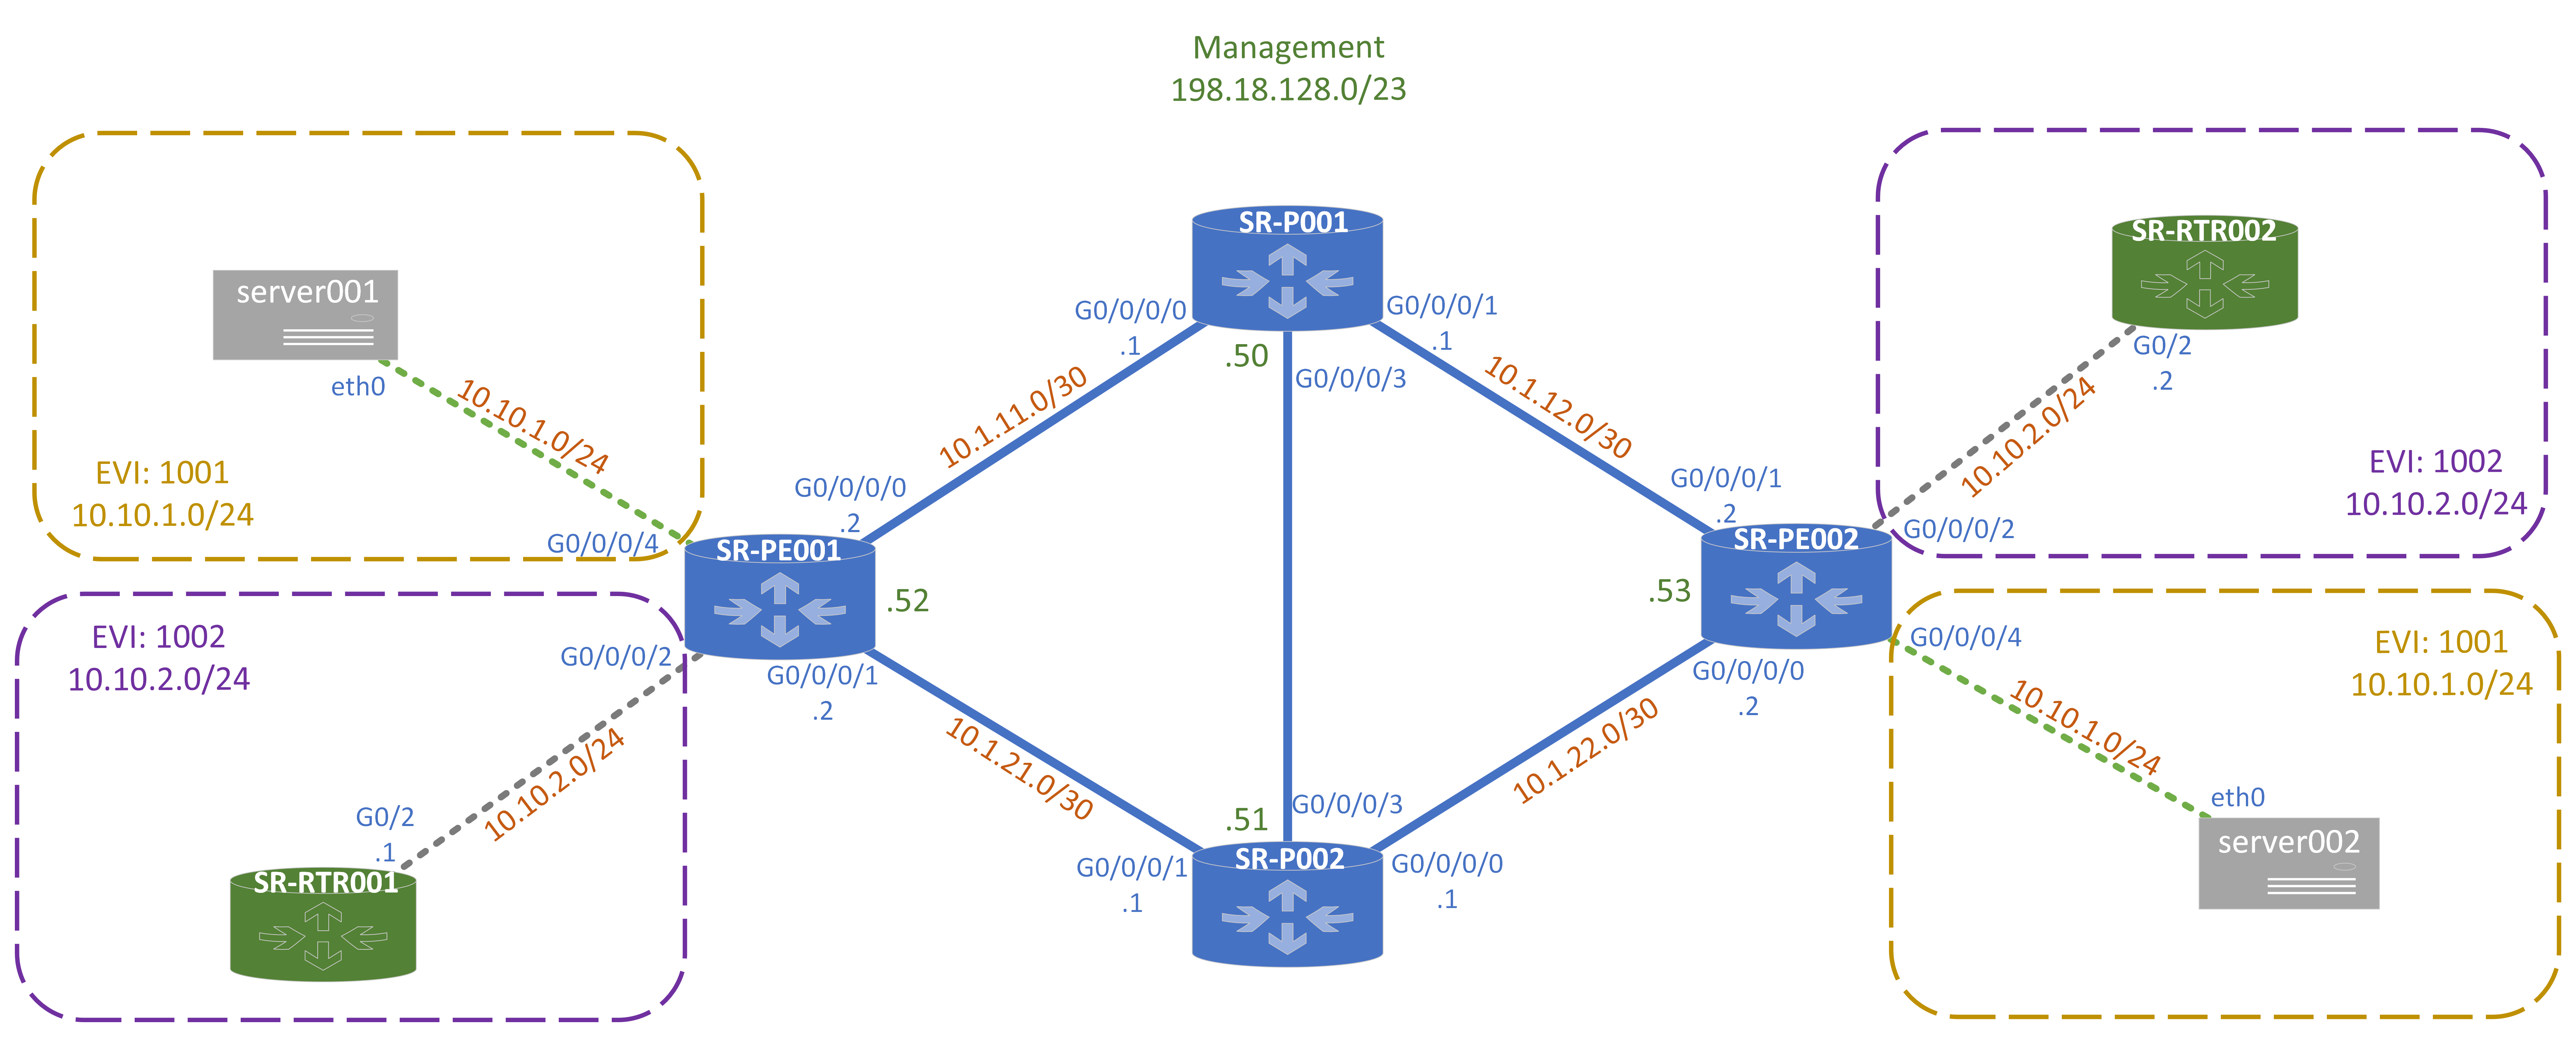 Management
198.18.128.0/23
SR-P001
G0/0/0/0
.1
G0/0/0/1
.1
.50
G0/0/0/3
server001
eth0
10.10.1.0/24
EVI: 1001
10.10.1.0/24
G0/0/0/4
10.1.11.0/30
10.1.12.0/30
SR-RTR002
G0/2
.2
10.10.2.0/24
EVI: 1002
10.10.2.0/24
G0/0/0/2
G0/0/0/0
.2
SR-PE001
.52
G0/0/0/1
.2
G0/0/0/1
.2
SR-PE002
.53
G0/0/0/0
.2
EVI: 1002
10.10.2.0/24
G0/0/0/2
10.10.2.0/24
G0/2
.1
SR-RTR001
10.1.21.0/30
10.1.22.0/30
.51
G0/0/0/3
SR-P002
G0/0/0/1
.1
G0/0/0/0
.1
G0/0/0/4
EVI: 1001
10.10.1.0/24
10.10.1.0/24
eth0
server002